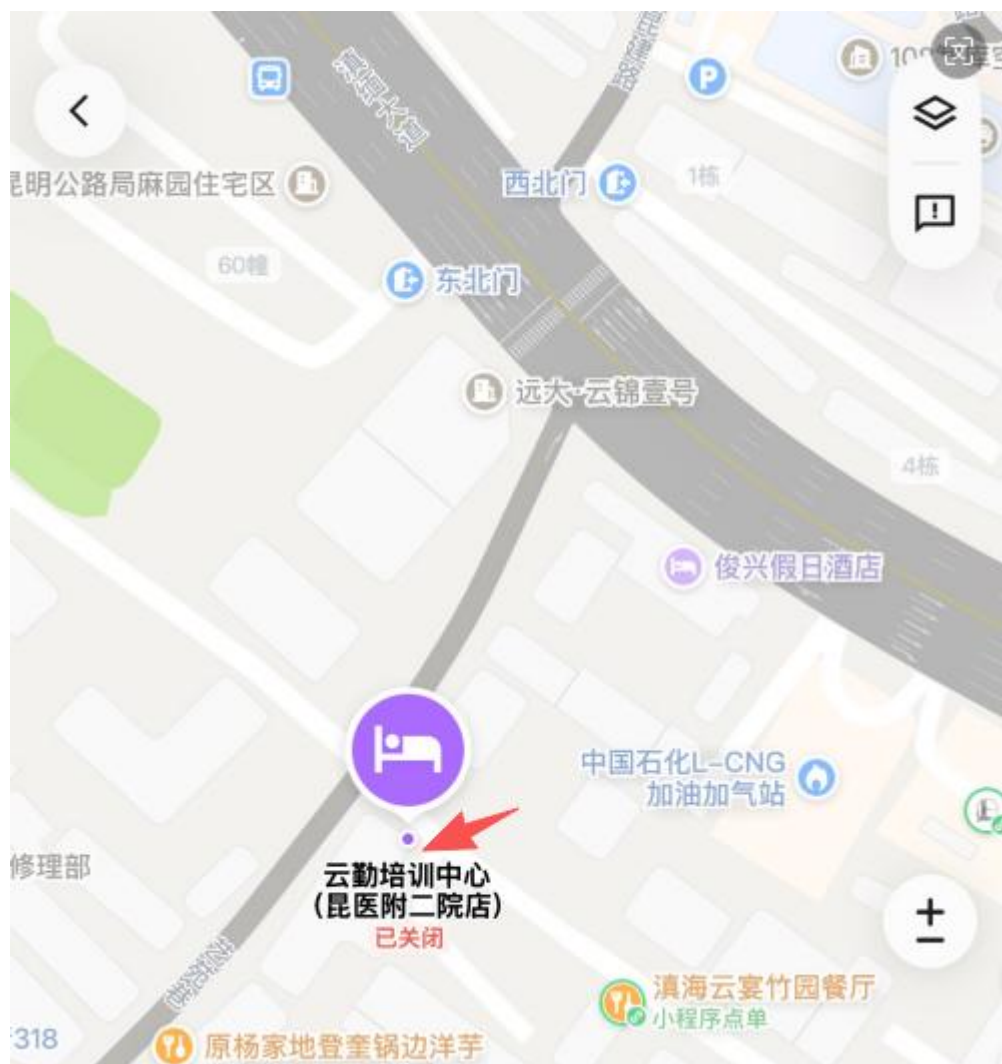 滇缅大道
P
昆明公路局麻园住宅区
西北门
1栋
60幢
东北门
远大·云锦壹号
4栋
俊兴假日酒店
中国石化L-CNG
加油加气站
修理部
云勤培训中心
（昆医附二院店）
已关闭
滇海云宴竹园餐厅
小程序点单
318
原杨家地登奎锅边洋芋